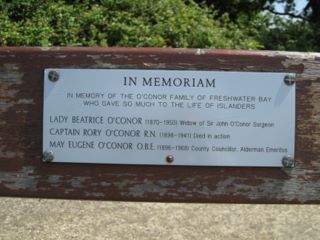 IN MEMORIAM
IN MEMORY OF THE O'CONOR FAMILY OF FRESHWATER BAY
WHO GAVE SO MUCH TO THE LIFE OF ISLANDERS
LADY BEATRICE O'CONOR (1870-1950) Widow of Sir John O'Conor Surgeon
CAPTAIN RORY O'CONOR R.N. (1898-1941) Died in action
MAY EUGÉNE O'CONOR O.B.E. (1896-1968) County Councillor, Alderman Emeritus